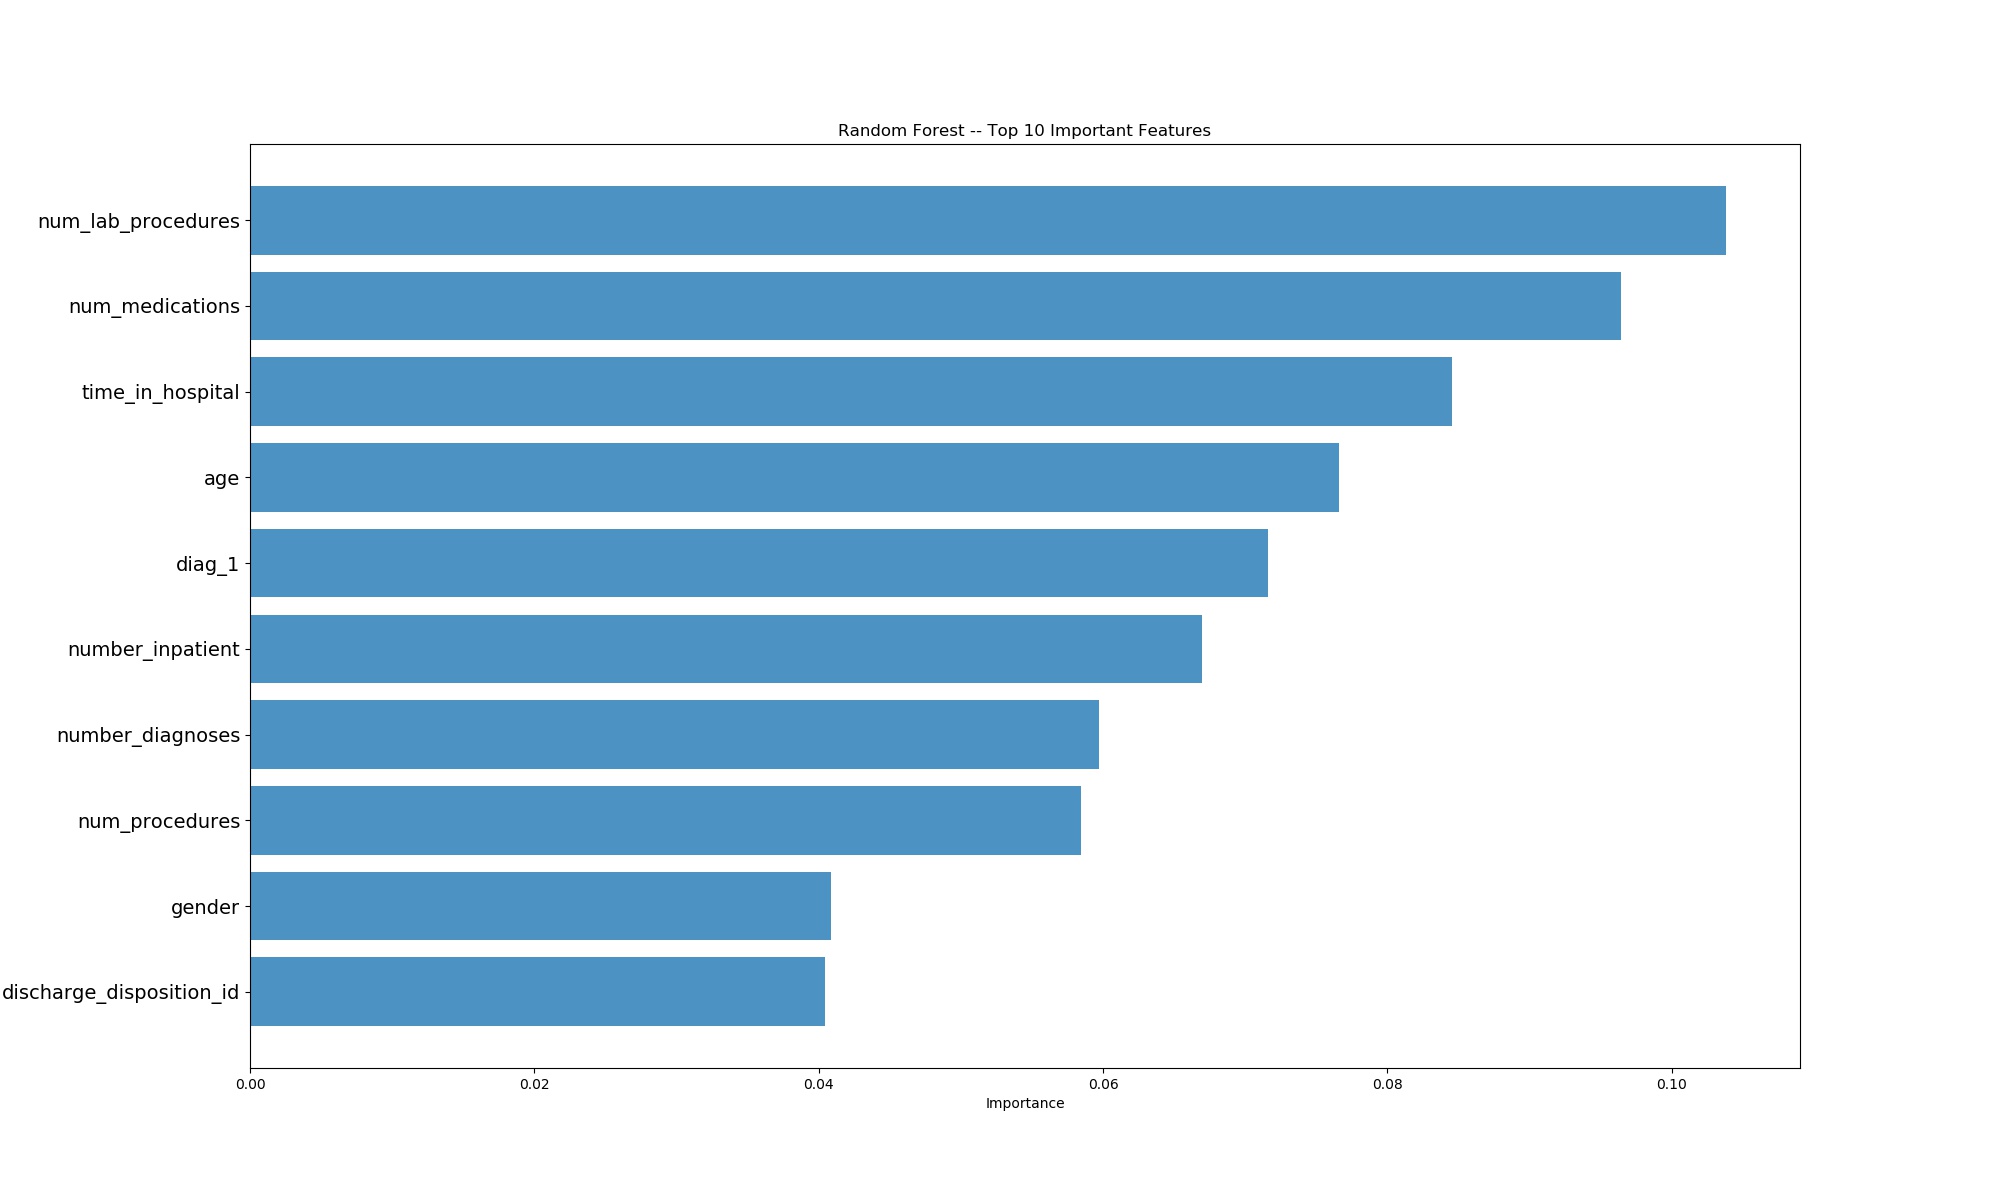 Random Forest -- Top 10 Important Features
num_lab_procedures
num_medications
time_in_hospital
age
diag_1
number_inpatient
number_diagnoses
num_procedures
gender
discharge_disposition_id
0.00 0.02 0.04 0.06 0.08 0.10
Importance